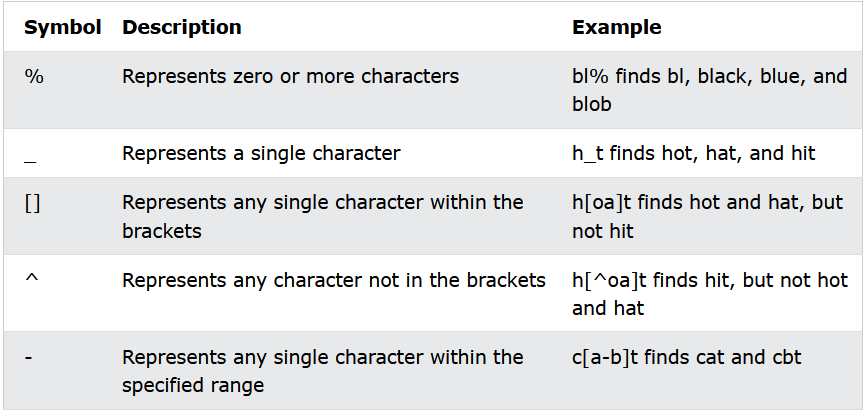 Symbol Description Example
% Represents zero or more characters bl% finds bl, black, blue, and
blob
_ Represents a single character h_t finds hot, hat, and hit
[] Represents any single character within the h[oa]t finds hot and hat, but
brackets not hit
^ Represents any character not in the brackets h[^oa]t finds hit, but not hot
and hat
- Represents any single character within the c[a-b]t finds cat and cbt
specified range